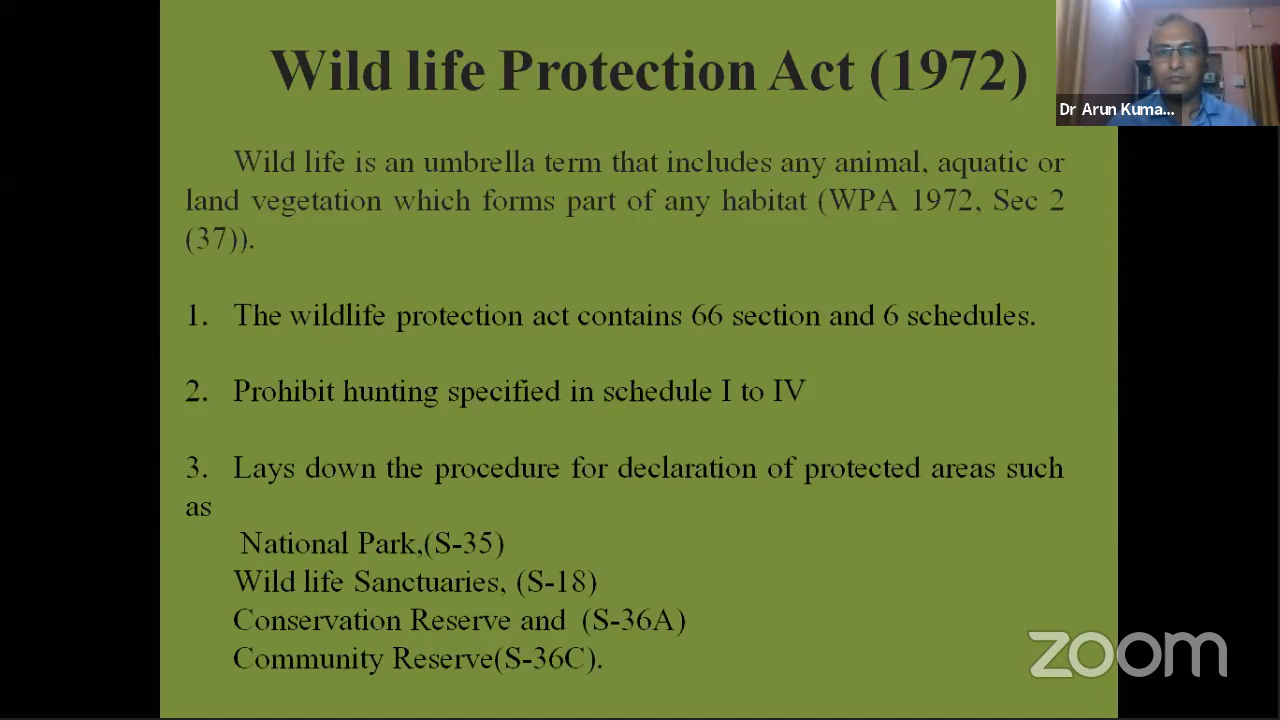 Wild life Protection Act (1972)
Dr Arun Kuma...
Wild life is an umbrella term that includes any animal, aquatic or
land vegetation which forms part of any habitat (WPA 1972, Sec 2
(37)).
1. The wildlife protection act contains 66 section and 6 schedules.
2. Prohibit hunting specified in schedule I to IV
3. Lays down the procedure for declaration of protected areas such
as
National Park,(S-35)
Wild life Sanctuaries, (S-18)
Conservation Reserve and (S-36A)
Community Reserve(S-36C).
zoom